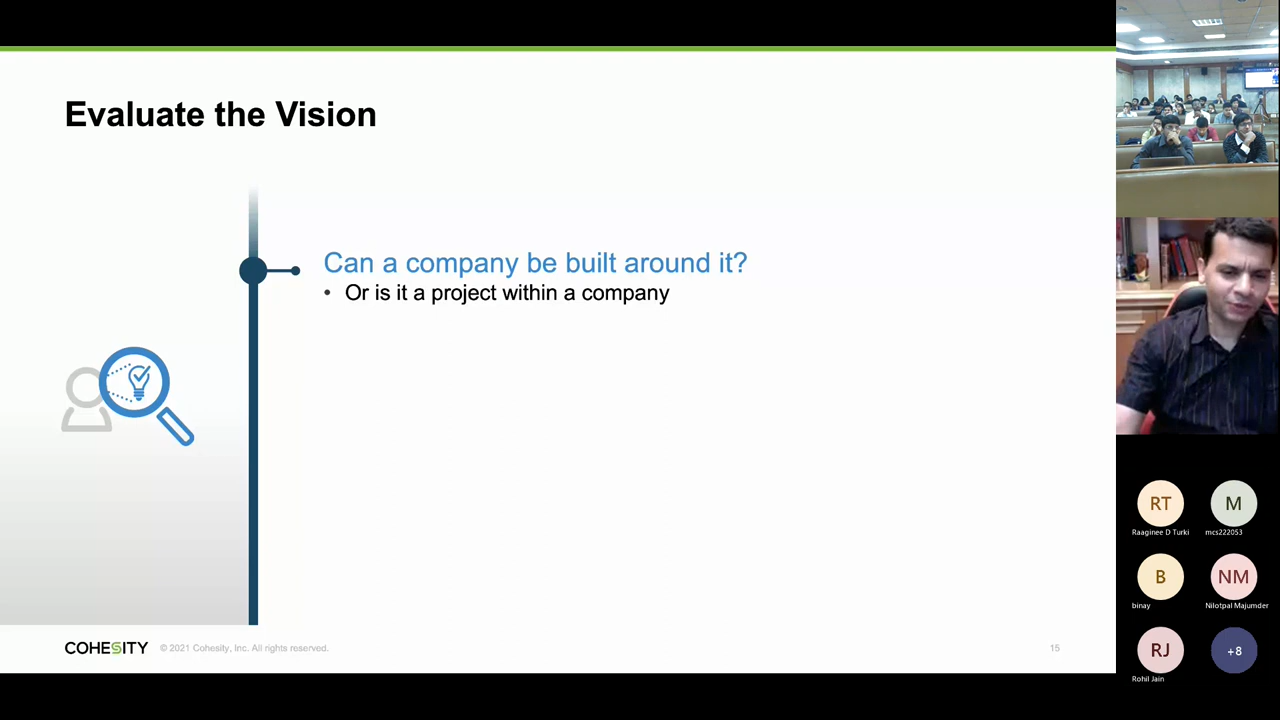 Evaluate the Vision
Can a company be built around it?
• Or is it a project within a company
COHESITY © 2021 Cohesity, Inc. All rights reserved.
15
RT
Raaginee D Turki
M
mcs222053
B
binay
NM
Nilotpal Majumder
RJ
Rohil Jain
+8